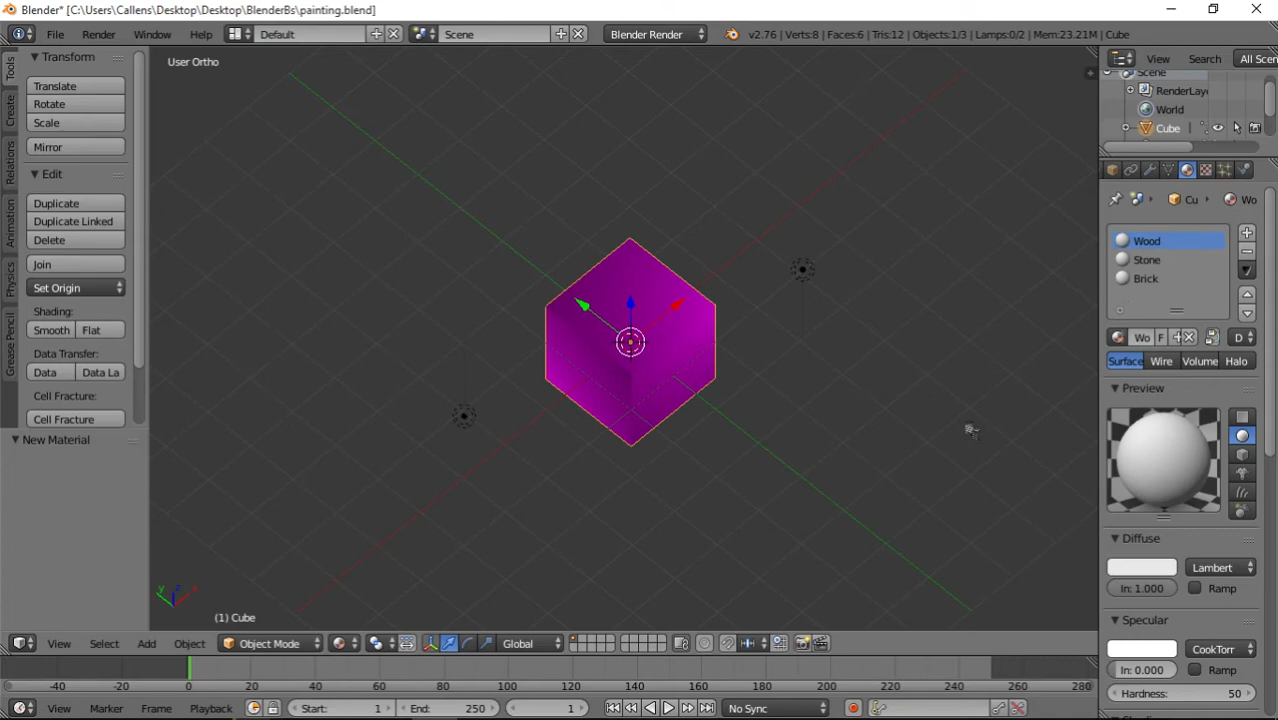 Blender* [C:\Users\Callens\Desktop\Desktop\BlenderBs\painting.blend]
File Render Window Help Default Scene Blender Render v2.76 | Verts:8 | Faces:6 | Tris:12 | Objects:1/3 | Lamps:0/2 | Mem:23.21M | Cube
Transform
Translate
Rotate
Scale
Mirror
Edit
Duplicate
Duplicate Linked
Delete
Join
Set Origin
Shading:
Smooth Flat
Data Transfer:
Data Data La
Cell Fracture:
Cell Fracture
New Material
Tools
Create
Relations
Animation
Physics
Grease Pencil
User Ortho
y z x
(1) Cube
View Search All Scen
Scene
RenderLaye
World
Cube
Cu Wo
Wood
Stone
Brick
Wo F D
Surface Wire Volume Halo
Preview
Diffuse
Lambert
In: 1.000 Ramp
Specular
CookTorr
In: 0.000 Ramp
Hardness: 50
View Select Add Object Object Mode Global
-40 -20 0 20 40 60 80 100 120 140 160 180 200 220 240 260 280
View Marker Frame Playback Start: 1 End: 250 1 No Sync